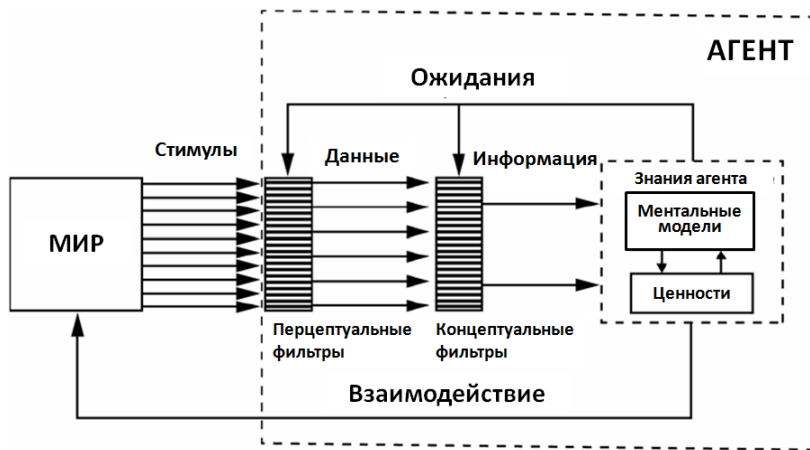 АГЕНТ
Ожидания
Стимулы
Данные
Информация
Знания агента
Ментальные
модели
Ценности
МИР
Перцептуальные
фильтры
Концептуальные
фильтры
Взаимодействие